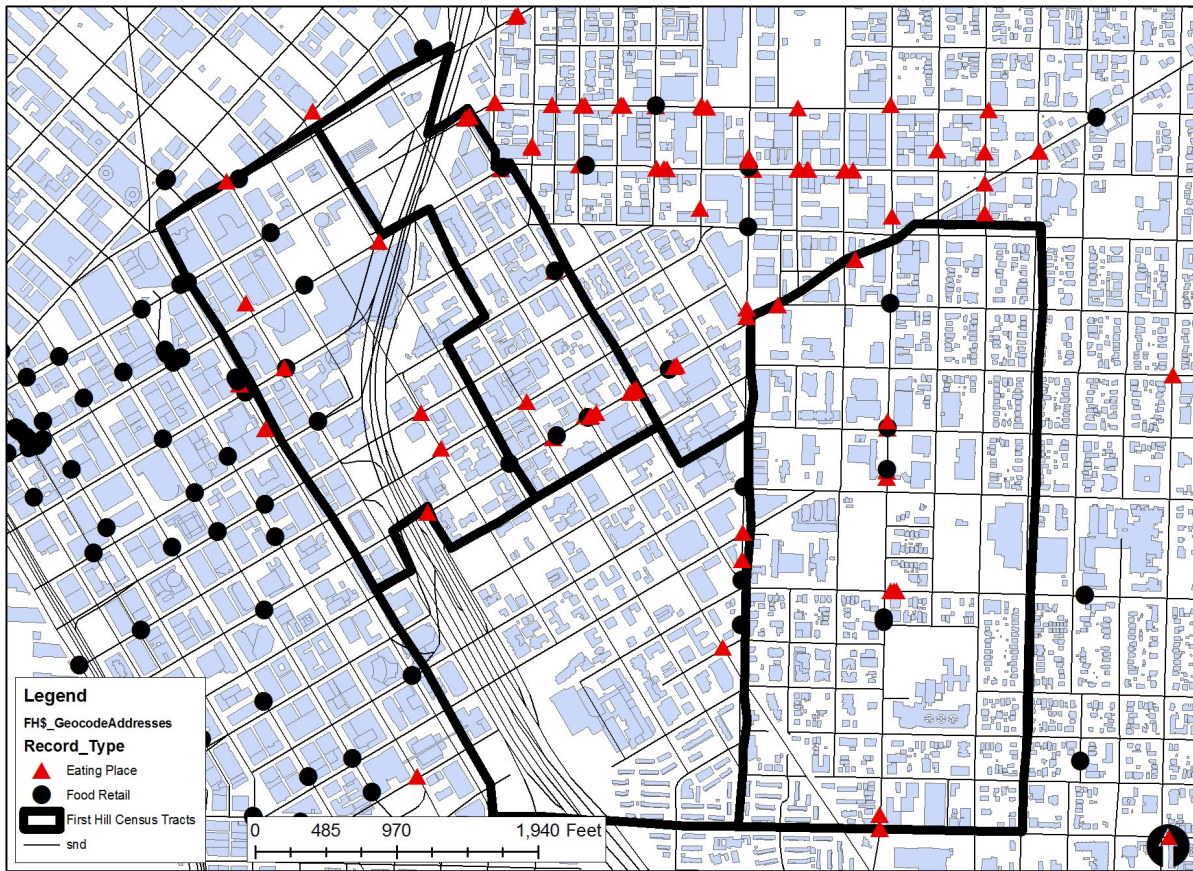 Legend
FH$_GeocodeAddresses
Record_Type
Eating Place
Food Retail
First Hill Census Tracts
snd
0 485 970 1,940 Feet